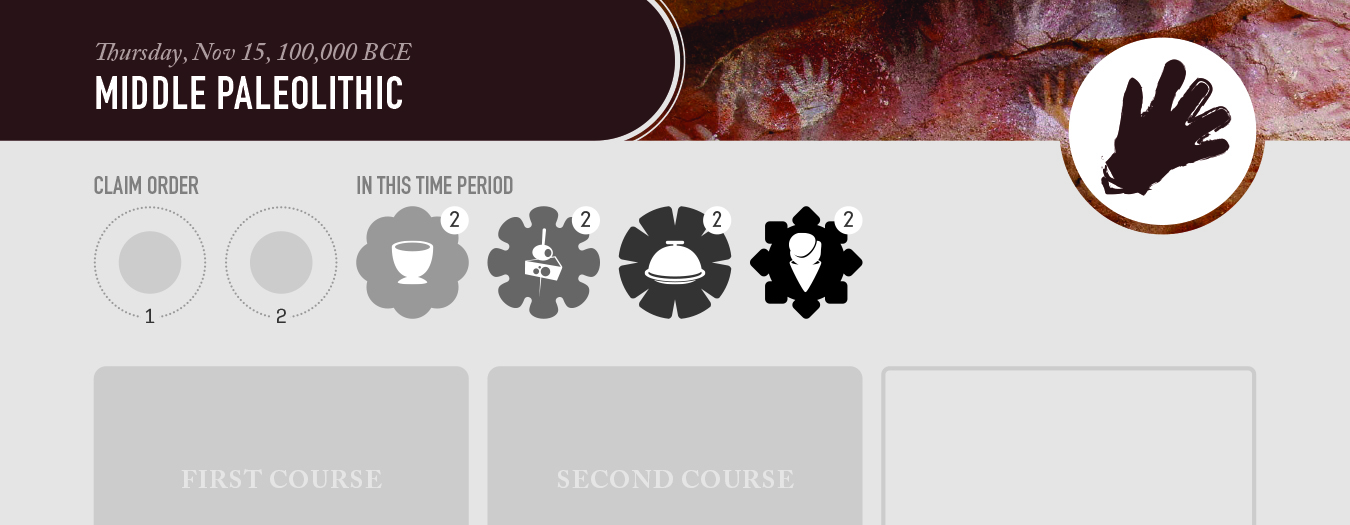 Thursday, Nov 15, 100,000 BCE
MIDDLE PALEOLITHIC
CLAIM ORDER
IN THIS TIME PERIOD
2
2
2
2
1
2
FIRST COURSE
SECOND COURSE